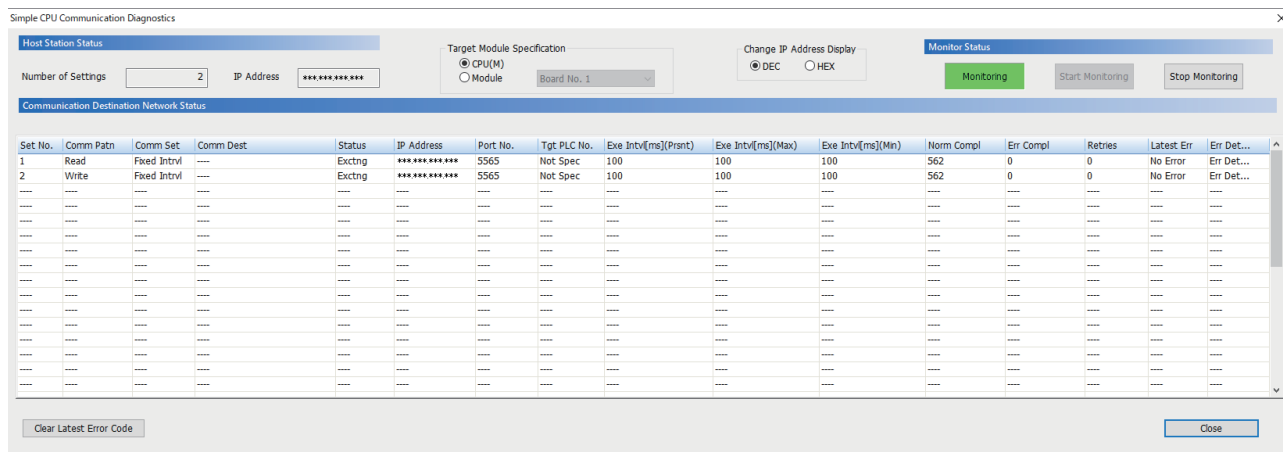 Simple CPU Communication Diagnostics
Host Station Status
Number of Settings 2 IP Address ***.***.***.***
Target Module Specification
CPU(M)
Module Board No. 1
Change IP Address Display
DEC HEX
Monitor Status
Monitoring Start Monitoring Stop Monitoring
Communication Destination Network Status
Set No. Comm Patn Comm Set Comm Dest Status IP Address Port No. Tgt PLC No. Exe Intvl[ms](Prsnt) Exe Intvl[ms](Max) Exe Intvl[ms](Min) Norm Compl Err Compl Retries Latest Err Err Det...
1 Read Fixed Intrvl ---- Exctng ***.***.***.*** 5565 Not Spec 100 100 100 562 0 0 No Error Err Det...
2 Write Fixed Intrvl ---- Exctng ***.***.***.*** 5565 Not Spec 100 100 100 562 0 0 No Error Err Det...
---- ---- ---- ---- ---- ---- ---- ---- ---- ---- ---- ---- ---- ---- ---- ----
---- ---- ---- ---- ---- ---- ---- ---- ---- ---- ---- ---- ---- ---- ---- ----
---- ---- ---- ---- ---- ---- ---- ---- ---- ---- ---- ---- ---- ---- ---- ----
---- ---- ---- ---- ---- ---- ---- ---- ---- ---- ---- ---- ---- ---- ---- ----
---- ---- ---- ---- ---- ---- ---- ---- ---- ---- ---- ---- ---- ---- ---- ----
---- ---- ---- ---- ---- ---- ---- ---- ---- ---- ---- ---- ---- ---- ---- ----
---- ---- ---- ---- ---- ---- ---- ---- ---- ---- ---- ---- ---- ---- ---- ----
---- ---- ---- ---- ---- ---- ---- ---- ---- ---- ---- ---- ---- ---- ---- ----
---- ---- ---- ---- ---- ---- ---- ---- ---- ---- ---- ---- ---- ---- ---- ----
---- ---- ---- ---- ---- ---- ---- ---- ---- ---- ---- ---- ---- ---- ---- ----
---- ---- ---- ---- ---- ---- ---- ---- ---- ---- ---- ---- ---- ---- ---- ----
---- ---- ---- ---- ---- ---- ---- ---- ---- ---- ---- ---- ---- ---- ---- ----
---- ---- ---- ---- ---- ---- ---- ---- ---- ---- ---- ---- ---- ---- ---- ----
---- ---- ---- ---- ---- ---- ---- ---- ---- ---- ---- ---- ---- ---- ---- ----
Clear Latest Error Code Close